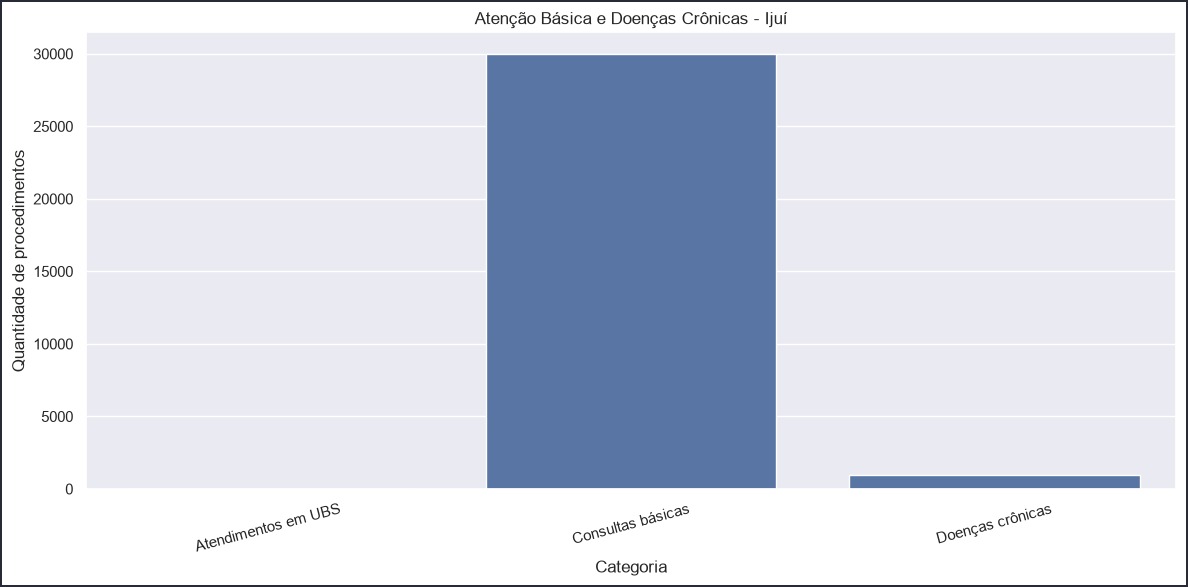 Atenção Básica e Doenças Crônicas - Ijuí
Quantidade de procedimentos
30000
25000
20000
15000
10000
5000
0
Atendimentos em UBS
Consultas básicas
Doenças crônicas
Categoria